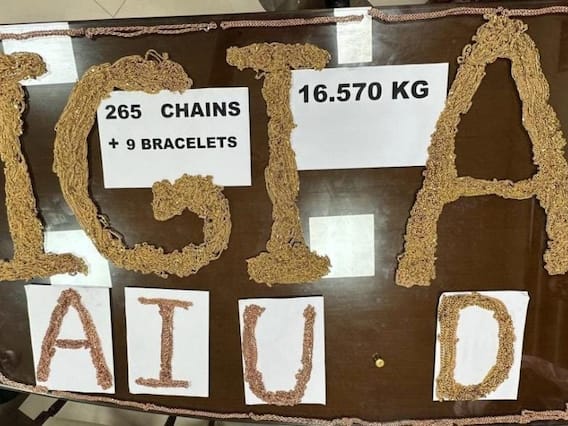 IGIA
265 CHAINS
+ 9 BRACELETS
16.570 KG
AIU.D